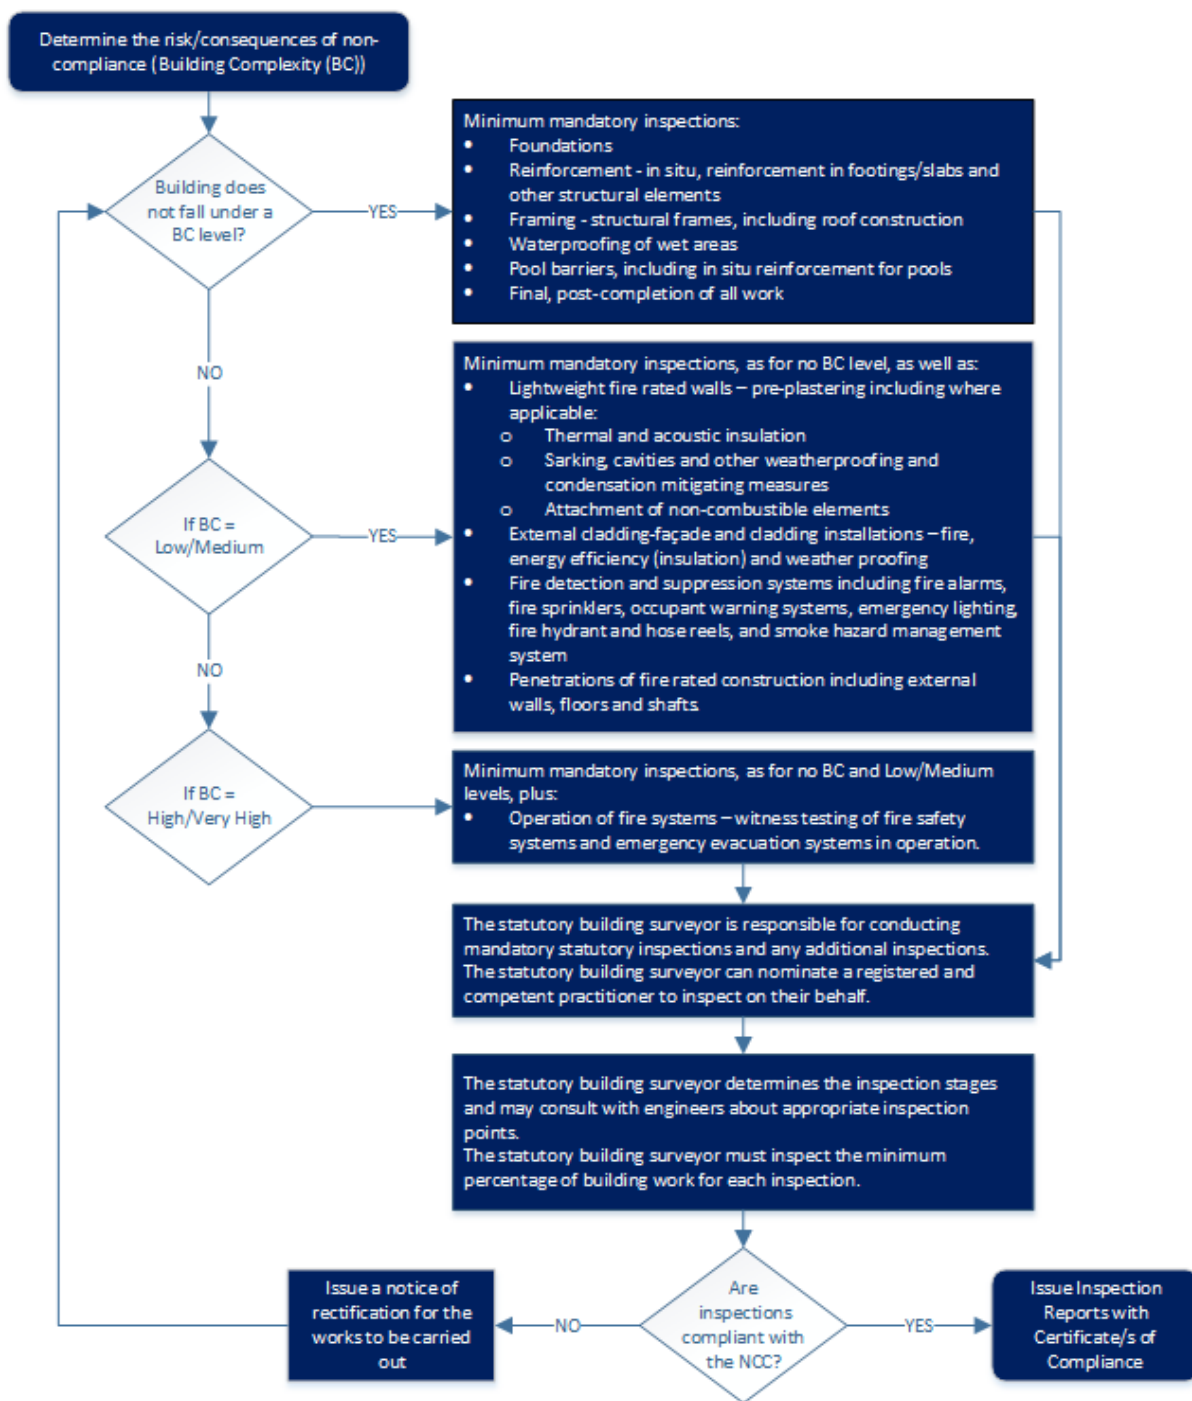 Determine the risk/consequences of non-
compliance (Building Complexity (BC))
Building does
not fall under a
BC level?
YES
Minimum mandatory inspections:
• Foundations
• Reinforcement - in situ, reinforcement in footings/slabs and
other structural elements
• Framing - structural frames, including roof construction
• Waterproofing of wet areas
• Pool barriers, including in situ reinforcement for pools
• Final, post-completion of all work
NO
If BC =
Low/Medium
YES
Minimum mandatory inspections, as for no BC level, as well as:
• Lightweight fire rated walls – pre-plastering including where
applicable:
o Thermal and acoustic insulation
o Sarking, cavities and other weatherproofing and
condensation mitigating measures
o Attachment of non-combustible elements
• External cladding-façade and cladding installations – fire,
energy efficiency (insulation) and weather proofing
• Fire detection and suppression systems including fire alarms,
fire sprinklers, occupant warning systems, emergency lighting,
fire hydrant and hose reels, and smoke hazard management
system
• Penetrations of fire rated construction including external
walls, floors and shafts.
NO
If BC =
High/Very High
Minimum mandatory inspections, as for no BC and Low/Medium
levels, plus:
• Operation of fire systems – witness testing of fire safety
systems and emergency evacuation systems in operation.
The statutory building surveyor is responsible for conducting
mandatory statutory inspections and any additional inspections.
The statutory building surveyor can nominate a registered and
competent practitioner to inspect on their behalf.
The statutory building surveyor determines the inspection stages
and may consult with engineers about appropriate inspection
points.
The statutory building surveyor must inspect the minimum
percentage of building work for each inspection.
Are
inspections
compliant with
the NCC?
NO
Issue a notice of
rectification for the
works to be carried
out
YES
Issue Inspection
Reports with
Certificate/s of
Compliance